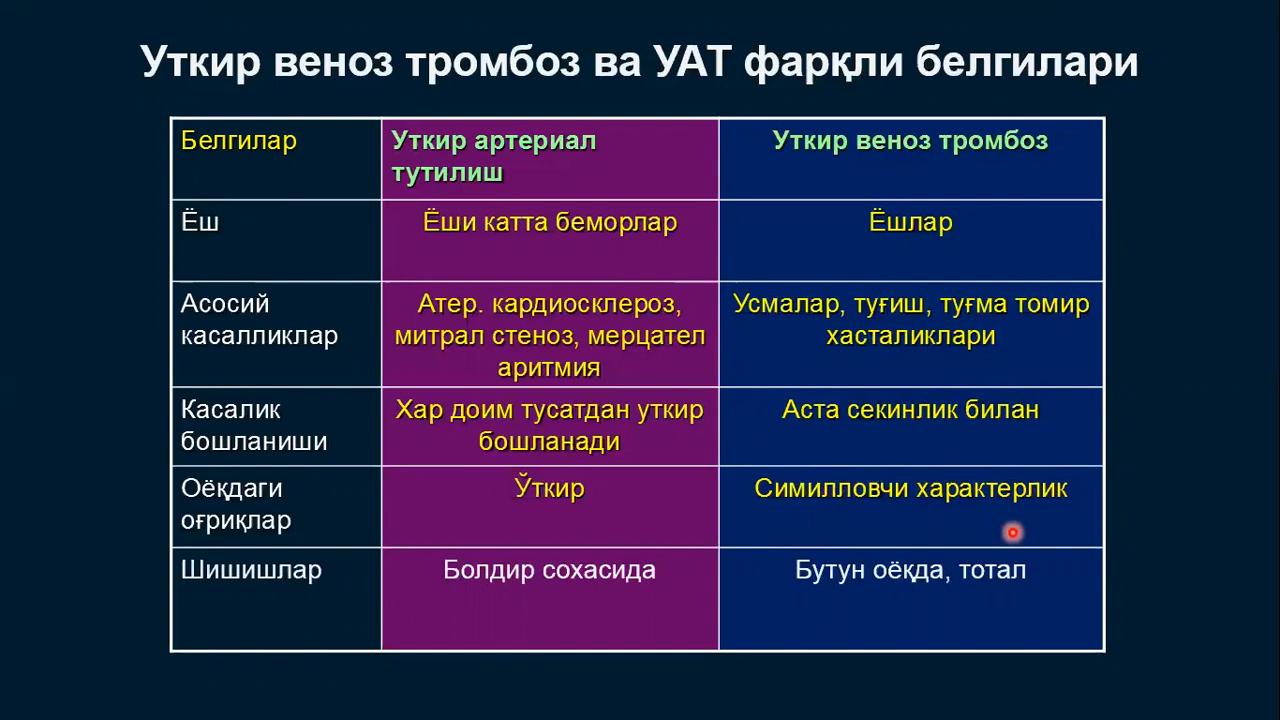 Уткир веноз тромбоз ва УАТ фарқли белгилари
Белгилар
Уткир артериал
тутилиш
Уткир веноз тромбоз
Ёш
Ёши катта беморлар
Ёшлар
Асосий
касалликлар
Атер. кардиосклероз,
митрал стеноз, мерцател
аритмия
Усмалар, туғиш, туғма томир
хасталиклари
Касалик
бошланиши
Хар доим тусатдан уткир
бошланади
Аста секинлик билан
Оёқдаги
оғриқлар
Ўткир
Симилловчи характерлик
Шишишлар
Болдир сохасида
Бутун оёқда, тотал